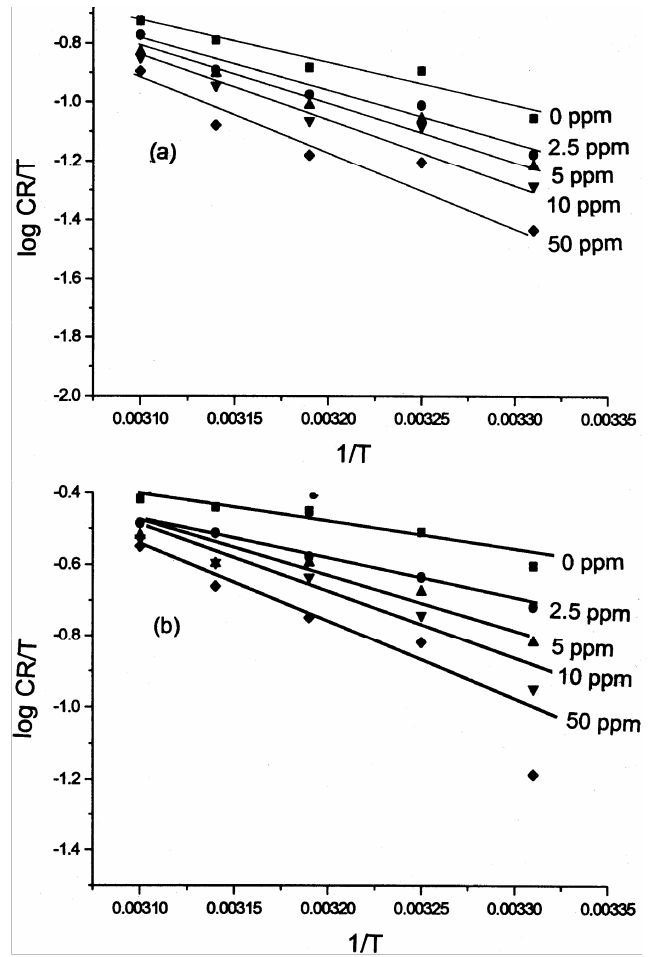 -0.8
-1.0
-1.2
-1.4
-1.6
-1.8
-2.0
log CR/T
(a)
0 ppm
2.5 ppm
5 ppm
10 ppm
50 ppm
0.00310
0.00315
0.00320
0.00325
0.00330
0.00335
1/T
-0.4
-0.6
-0.8
-1.0
-1.2
-1.4
log CR/T
(b)
0 ppm
2.5 ppm
5 ppm
10 ppm
50 ppm
0.00310
0.00315
0.00320
0.00325
0.00330
0.00335
1/T